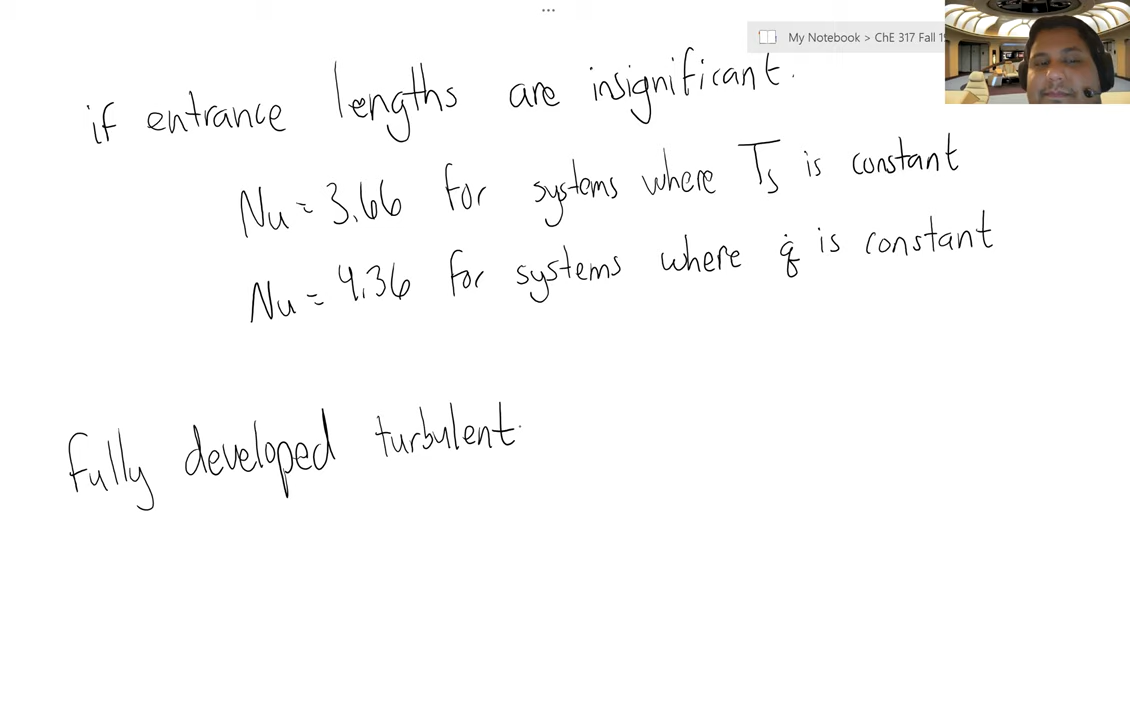 My Notebook > ChE 317 Fall 1
if entrance lengths are insignificant.
Nu = 3.66 for systems where Ts is constant
Nu = 4.36 for systems where q̇ is constant
Fully developed turbulent.